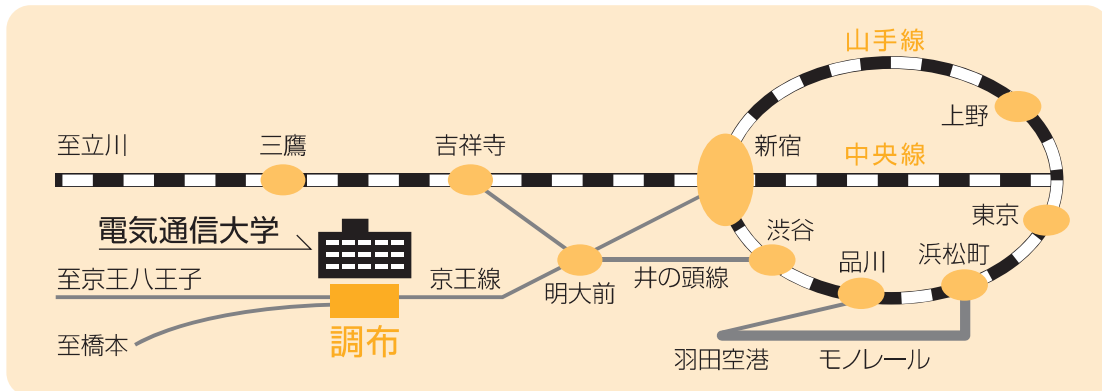 山手線
上野
至立川
三鷹
吉祥寺
新宿
中央線
電気通信大学
渋谷
東京
浜松町
品川
至京王八王子
京王線
明大前
井の頭線
調布
至橋本
羽田空港
モノレール